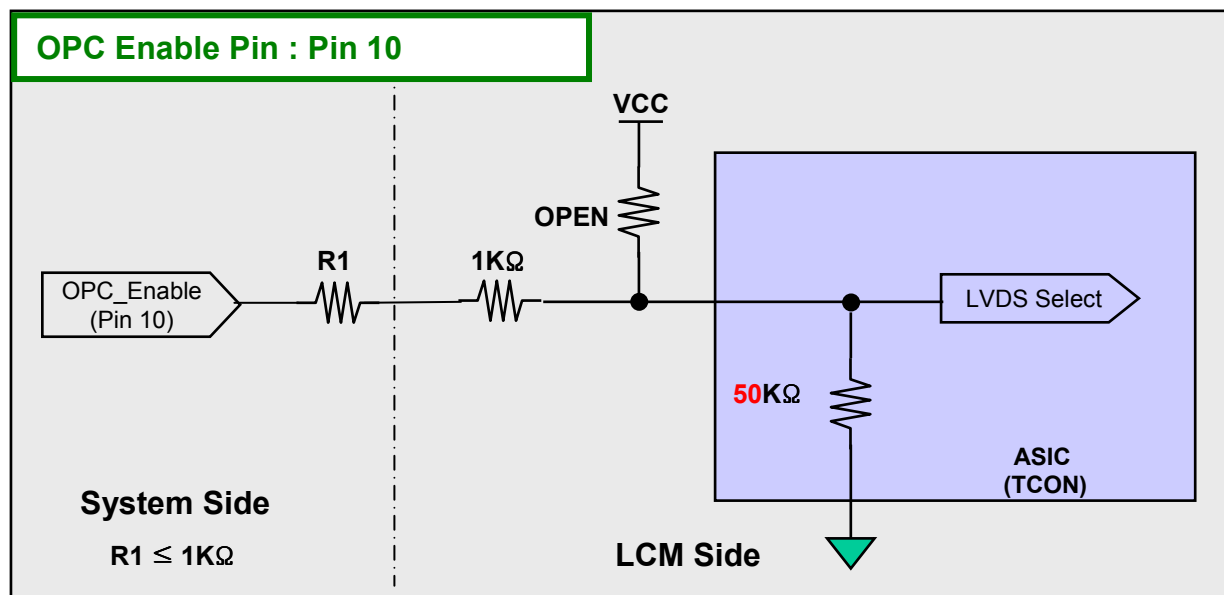 OPC Enable Pin : Pin 10
VCC
OPEN
R1
1KΩ
OPC_Enable
(Pin 10)
LVDS Select
50KΩ
ASIC
(TCON)
System Side
R1 ≤ 1KΩ
LCM Side